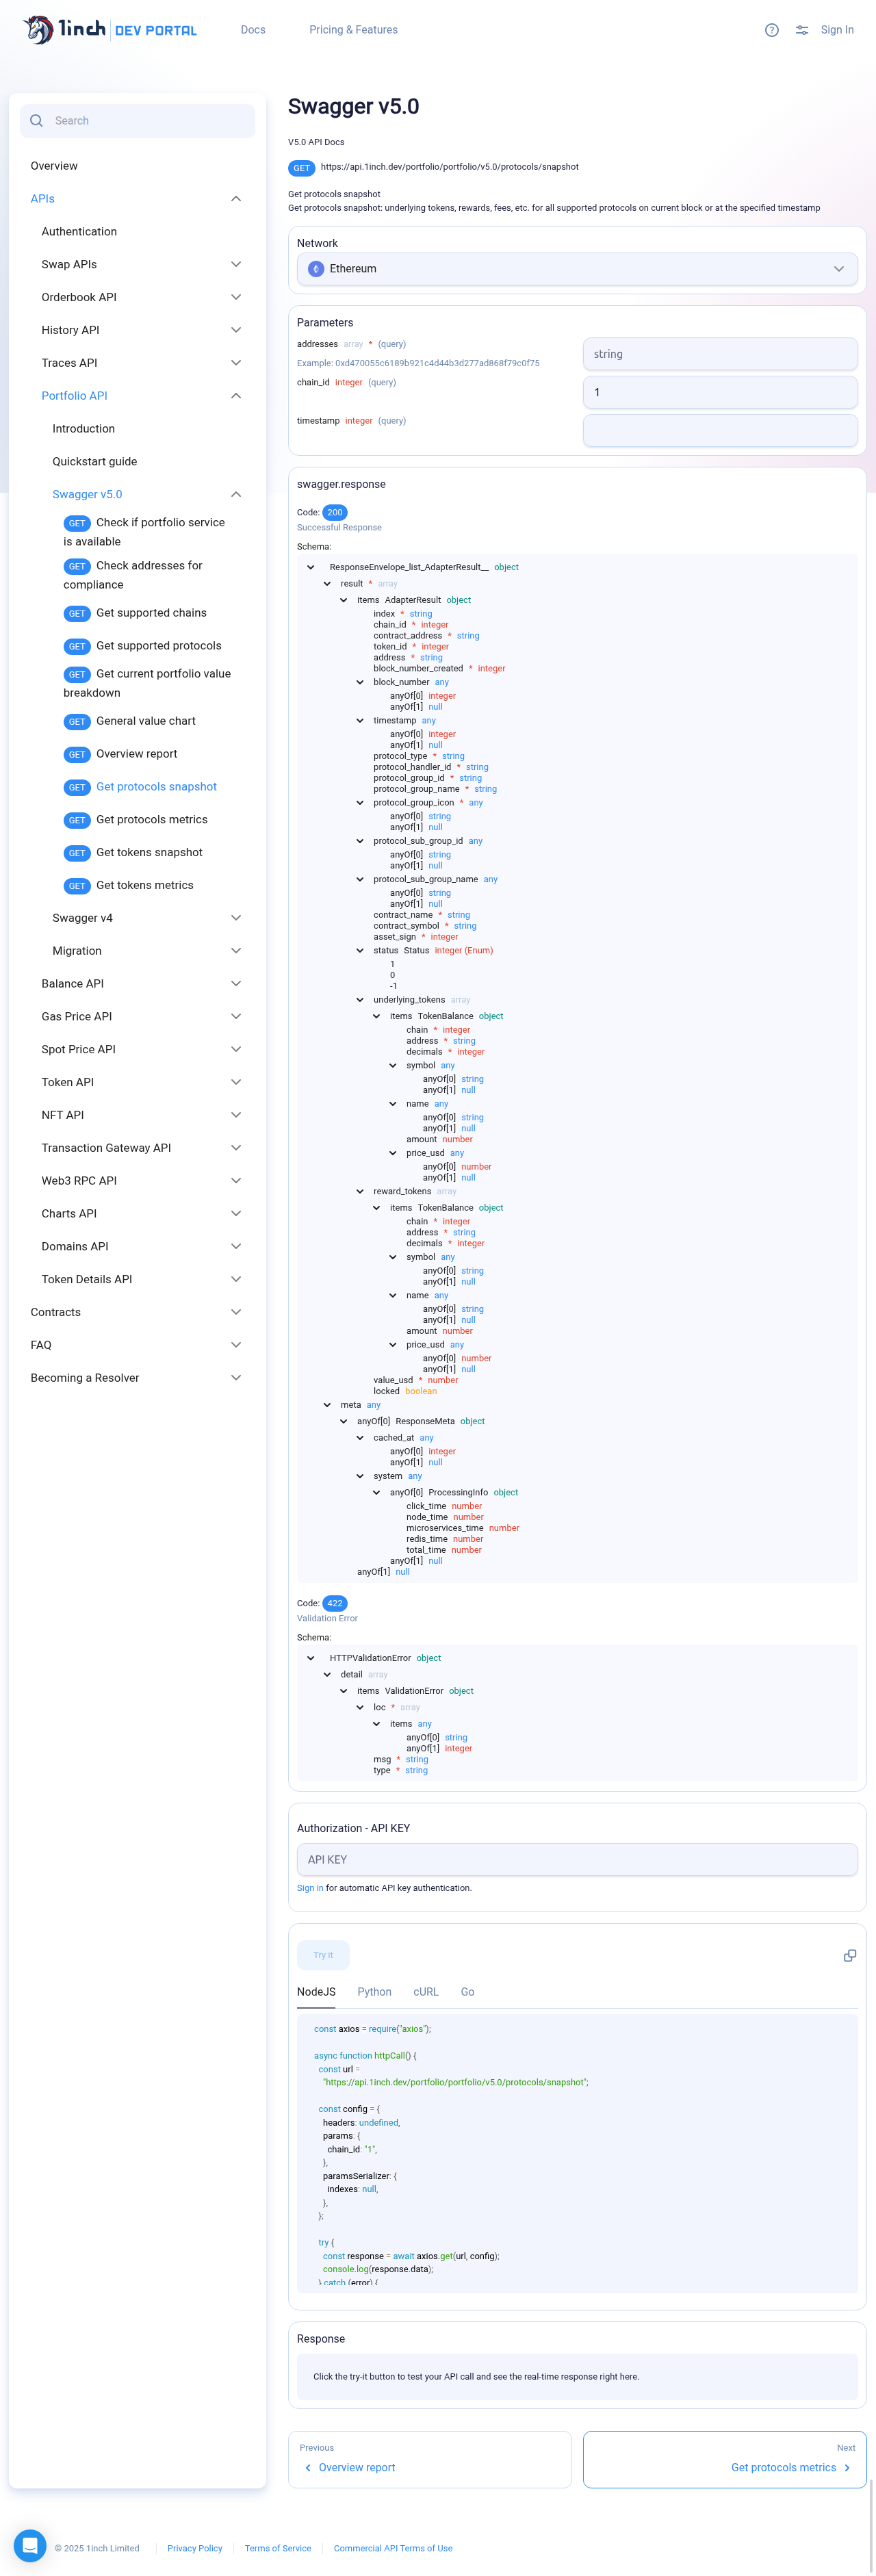 1inch DEV PORTAL
Docs
Pricing & Features
Sign In
Search
Overview
APIs
Authentication
Swap APIs
Orderbook API
History API
Traces API
Portfolio API
Introduction
Quickstart guide
Swagger v5.0
GET Check if portfolio service
is available
GET Check addresses for
compliance
GET Get supported chains
GET Get supported protocols
GET Get current portfolio value
breakdown
GET General value chart
GET Overview report
GET Get protocols snapshot
GET Get protocols metrics
GET Get tokens snapshot
GET Get tokens metrics
Swagger v4
Migration
Balance API
Gas Price API
Spot Price API
Token API
NFT API
Transaction Gateway API
Web3 RPC API
Charts API
Domains API
Token Details API
Contracts
FAQ
Becoming a Resolver
Swagger v5.0
V5.0 API Docs
GET https://api.1inch.dev/portfolio/portfolio/v5.0/protocols/snapshot
Get protocols snapshot
Get protocols snapshot: underlying tokens, rewards, fees, etc. for all supported protocols on current block or at the specified timestamp
Network
Ethereum
Parameters
addresses array * (query)
string
Example: 0xd470055c6189b921c4d44b3d277ad868f79c0f75
chain_id integer (query)
1
timestamp integer (query)
swagger.response
Code: 200
Successful Response
Schema:
ResponseEnvelope_list_AdapterResult__ object
result * array
items AdapterResult object
index * string
chain_id * integer
contract_address * string
token_id * integer
address * string
block_number_created * integer
block_number any
anyOf[0] integer
anyOf[1] null
timestamp any
anyOf[0] integer
anyOf[1] null
protocol_type * string
protocol_handler_id * string
protocol_group_id * string
protocol_group_name * string
protocol_group_icon * any
anyOf[0] string
anyOf[1] null
protocol_sub_group_id any
anyOf[0] string
anyOf[1] null
protocol_sub_group_name any
anyOf[0] string
anyOf[1] null
contract_name * string
contract_symbol * string
asset_sign * integer
status Status integer (Enum)
1
0
-1
underlying_tokens array
items TokenBalance object
chain * integer
address * string
decimals * integer
symbol any
anyOf[0] string
anyOf[1] null
name any
anyOf[0] string
anyOf[1] null
amount number
price_usd any
anyOf[0] number
anyOf[1] null
reward_tokens array
items TokenBalance object
chain * integer
address * string
decimals * integer
symbol any
anyOf[0] string
anyOf[1] null
name any
anyOf[0] string
anyOf[1] null
amount number
price_usd any
anyOf[0] number
anyOf[1] null
value_usd * number
locked boolean
meta any
anyOf[0] ResponseMeta object
cached_at any
anyOf[0] integer
anyOf[1] null
system any
anyOf[0] ProcessingInfo object
click_time number
node_time number
microservices_time number
redis_time number
total_time number
anyOf[1] null
anyOf[1] null
Code: 422
Validation Error
Schema:
HTTPValidationError object
detail array
items ValidationError object
loc * array
items any
anyOf[0] string
anyOf[1] integer
msg * string
type * string
Authorization - API KEY
API KEY
Sign in for automatic API key authentication.
Try it
NodeJS Python cURL Go
const axios = require("axios");
async function httpCall() {
const url =
"https://api.1inch.dev/portfolio/portfolio/v5.0/protocols/snapshot";
const config = {
headers: undefined,
params: {
chain_id: "1",
},
paramsSerializer: {
indexes: null,
},
};
try {
const response = await axios.get(url, config);
console.log(response.data);
} catch (error) {
Response
Click the try-it button to test your API call and see the real-time response right here.
Previous
Overview report
Next
Get protocols metrics
© 2025 1inch Limited
Privacy Policy
Terms of Service
Commercial API Terms of Use